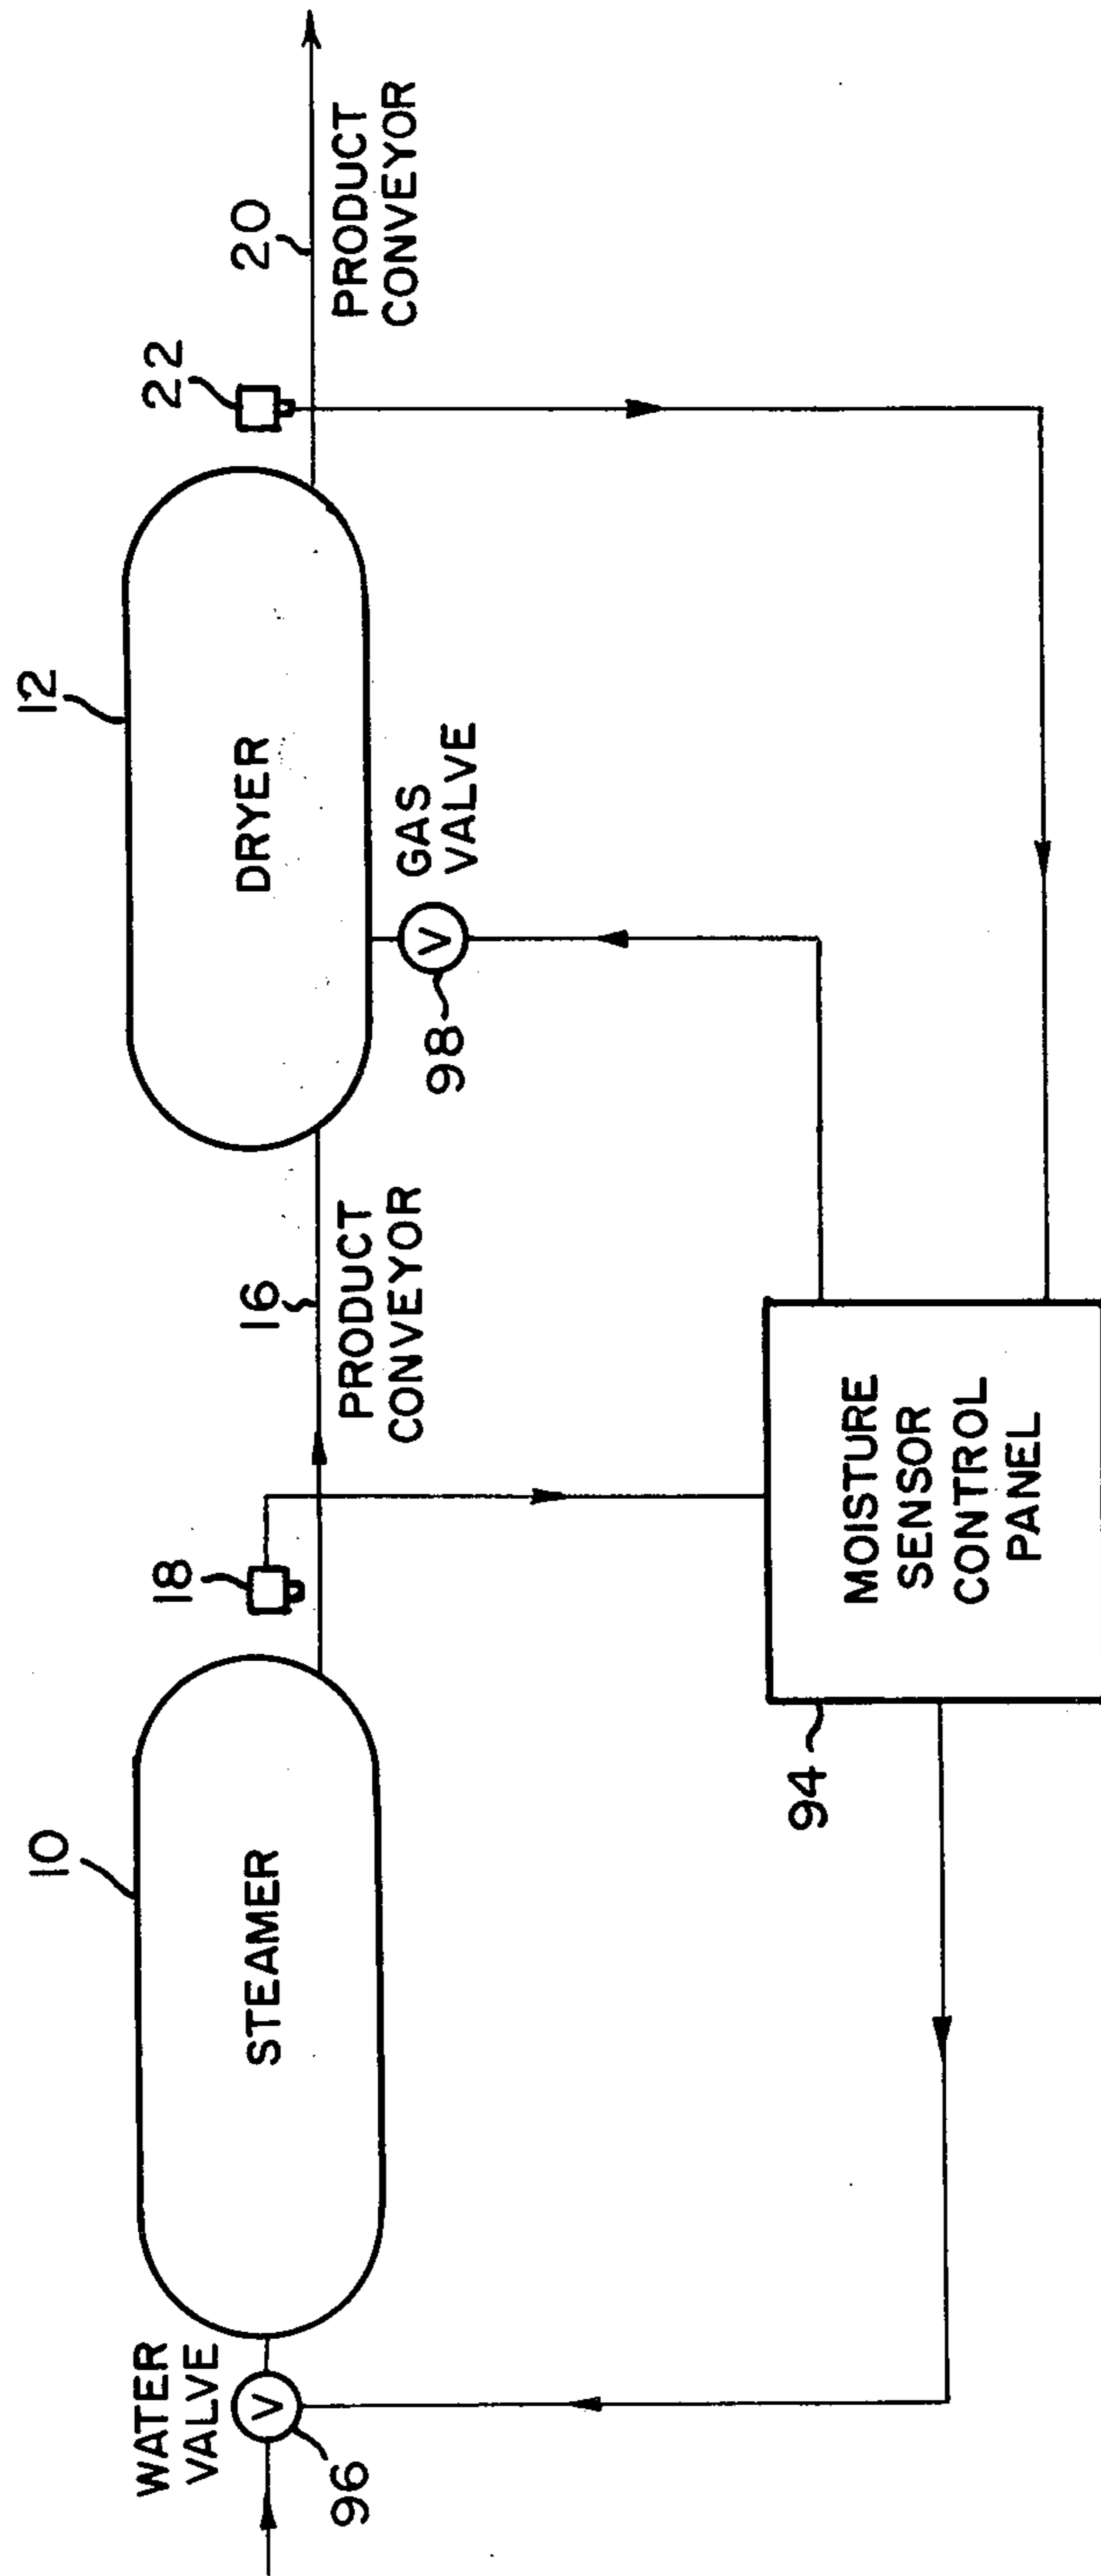 10
12
22
18
STEAMER
DRYER
20
16
PRODUCT
CONVEYOR
PRODUCT
CONVEYOR
WATER
VALVE
V
96
V
98
GAS
VALVE
94
MOISTURE
SENSOR
CONTROL
PANEL